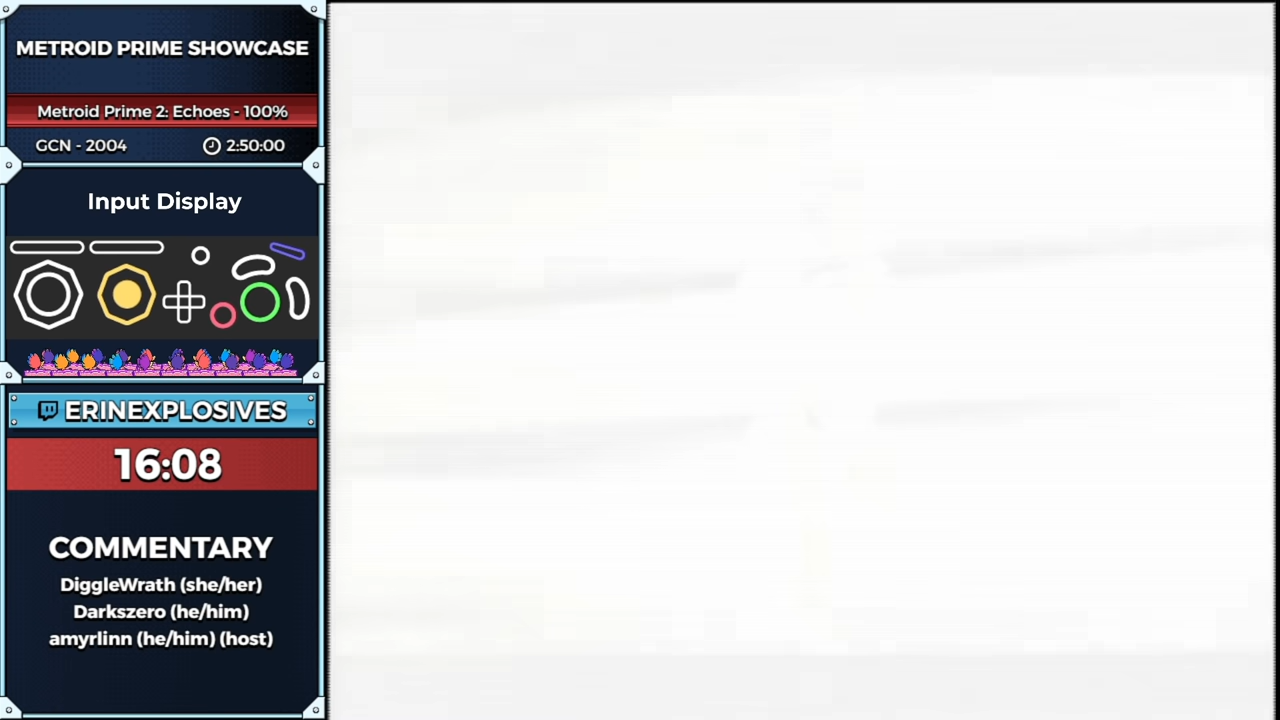 METROID PRIME SHOWCASE
Metroid Prime 2: Echoes - 100%
GCN - 2004 2:50:00
Input Display
ERINEXPLOSIVES
16:08
COMMENTARY
DiggleWrath (she/her)
Darkszero (he/him)
amyrlinn (he/him) (host)